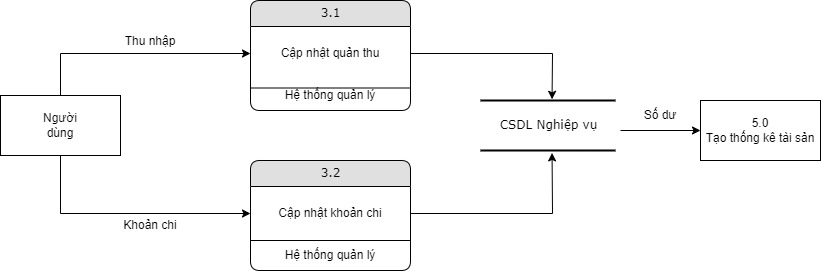 3.1
Thu nhập
Cập nhật quản thu
Hệ thống quản lý
Người
dùng
CSDL Nghiệp vụ
Số dư
5.0
Tạo thống kê tài sản
3.2
Cập nhật khoản chi
Khoản chi
Hệ thống quản lý